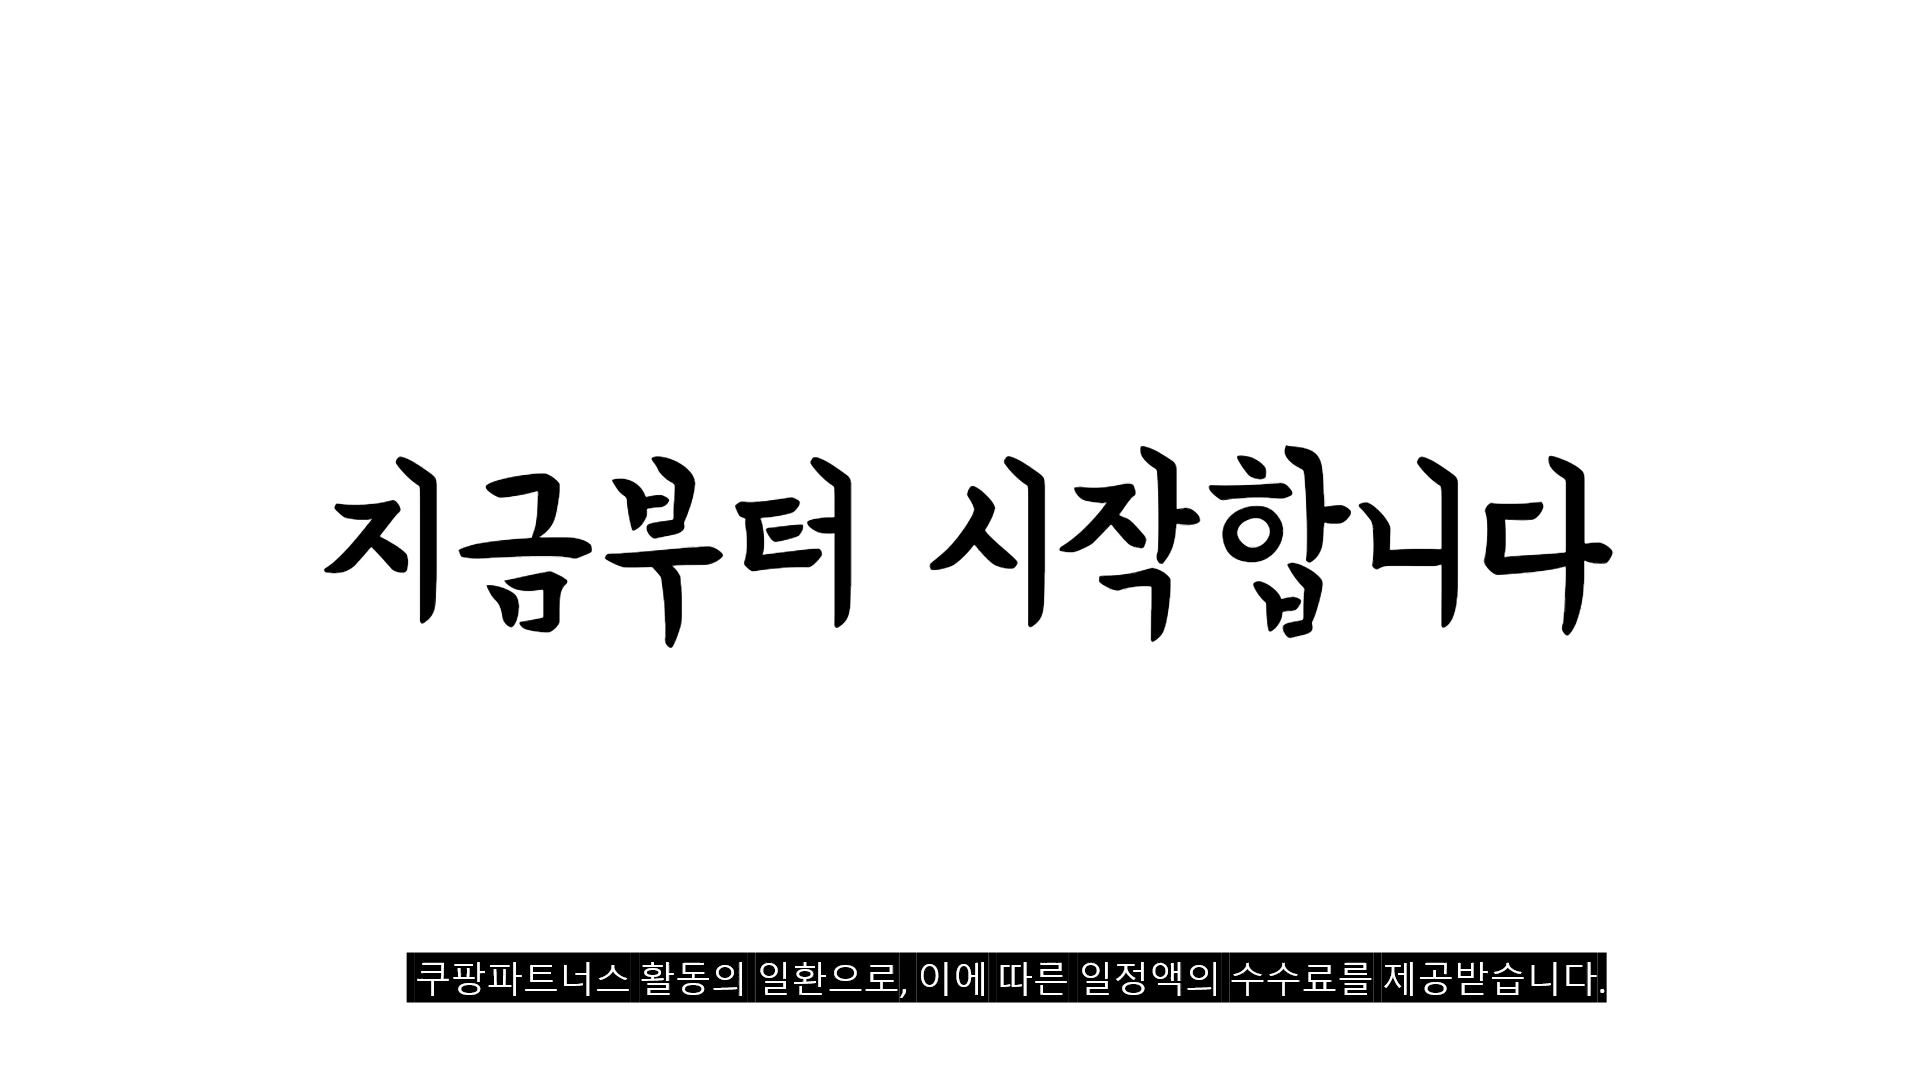 지금부터 시작합니다
쿠팡파트너스 활동의 일환으로, 이에 따른 일정액의 수수료를 제공받습니다.